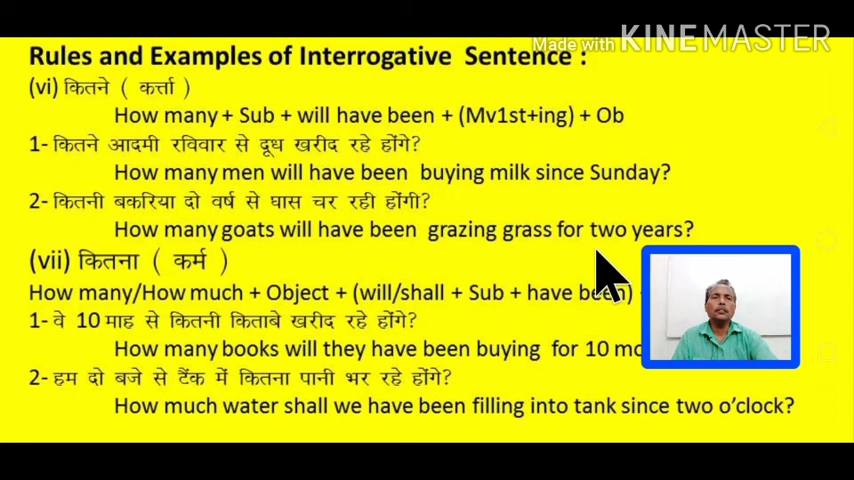 Made with KINEMASTER
Rules and Examples of Interrogative Sentence :
(vi) कितने ( कर्त्ता )
How many + Sub + will have been + (Mv1st+ing) + Ob
1- कितने आदमी रविवार से दूध खरीद रहे होंगे?
How many men will have been buying milk since Sunday?
2- कितनी बकरिया दो वर्ष से घास चर रही होंगी?
How many goats will have been grazing grass for two years?
(vii) कितना ( कर्म )
How many/How much + Object + (will/shall + Sub + have been)
1- वे 10 माह से कितनी किताबे खरीद रहे होंगे?
How many books will they have been buying for 10
2- हम दो बजे से टैंक में कितना पानी भर रहे होंगे?
How much water shall we have been filling into tank since two o’clock?